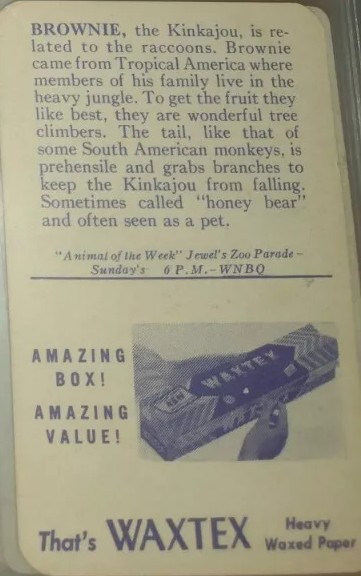 BROWNIE, the Kinkajou, is re-
lated to the raccoons. Brownie
came from Tropical America where
members of his family live in the
heavy jungle. To get the fruit they
like best, they are wonderful tree
climbers. The tail, like that of
some South American monkeys, is
prehensile and grabs branches to
keep the Kinkajou from falling.
Sometimes called "honey bear"
and often seen as a pet.
"Animal of the Week" Jewel's Zoo Parade -
Sunday's 6 P.M. - WNBQ
AMAZING
BOX!
AMAZING
VALUE!
WAXTEX
That's WAXTEX Heavy
Waxed Paper